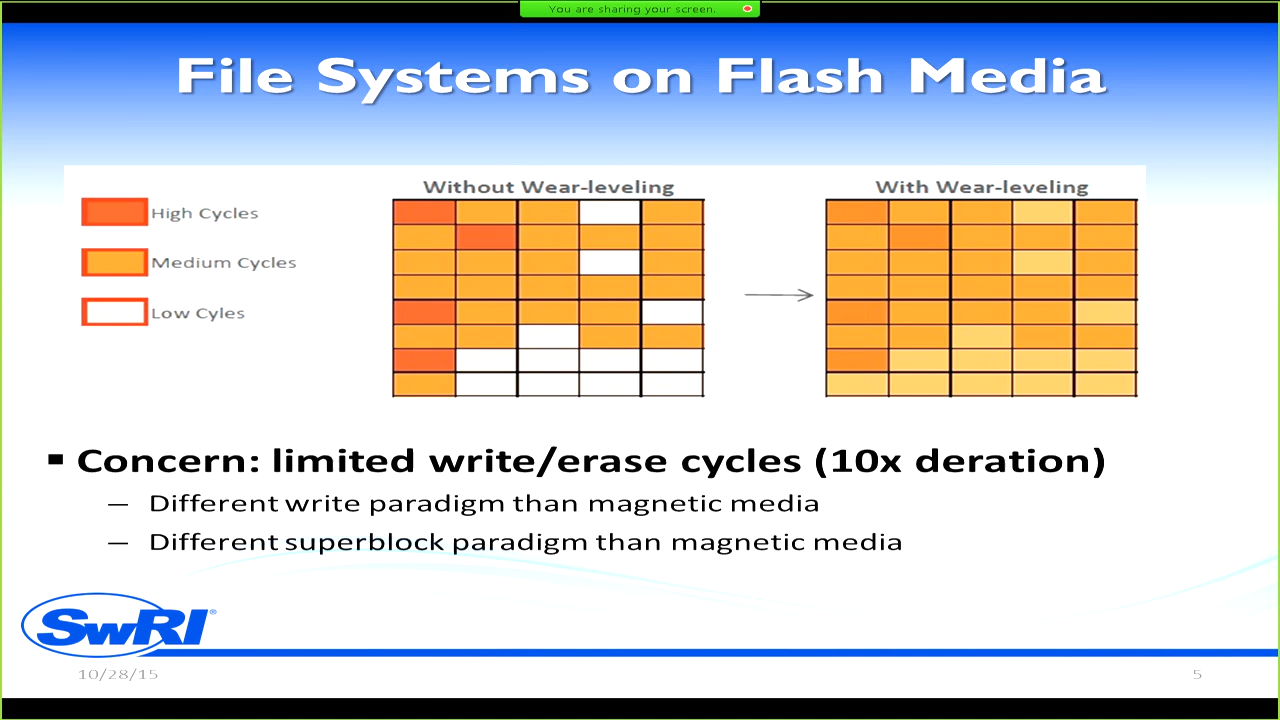 You are sharing your screen.
File Systems on Flash Media
Without Wear-leveling
With Wear-leveling
High Cycles
Medium Cycles
Low Cyles
Concern: limited write/erase cycles (10x deration)
— Different write paradigm than magnetic media
— Different superblock paradigm than magnetic media
SwRI®
10/28/15
5